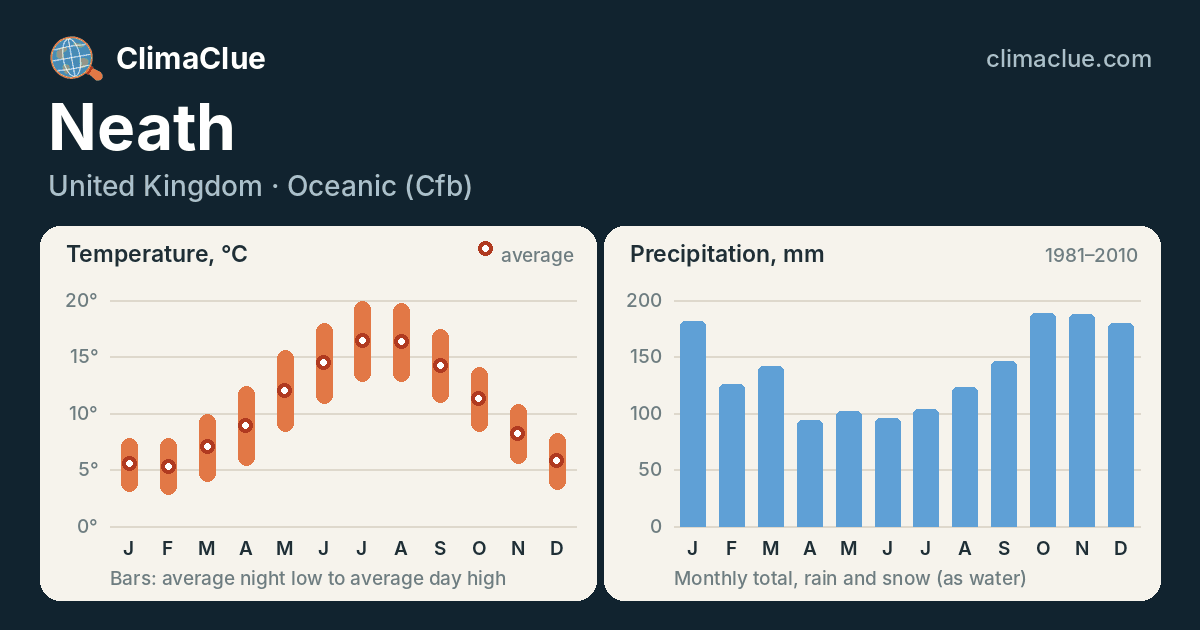 ClimaClue
climaclue.com
Neath
United Kingdom · Oceanic (Cfb)
Temperature, °C
average
20°
15°
10°
5°
0°
J F M A M J J A S O N D
Bars: average night low to average day high
Precipitation, mm
1981–2010
200
150
100
50
0
J F M A M J J A S O N D
Monthly total, rain and snow (as water)